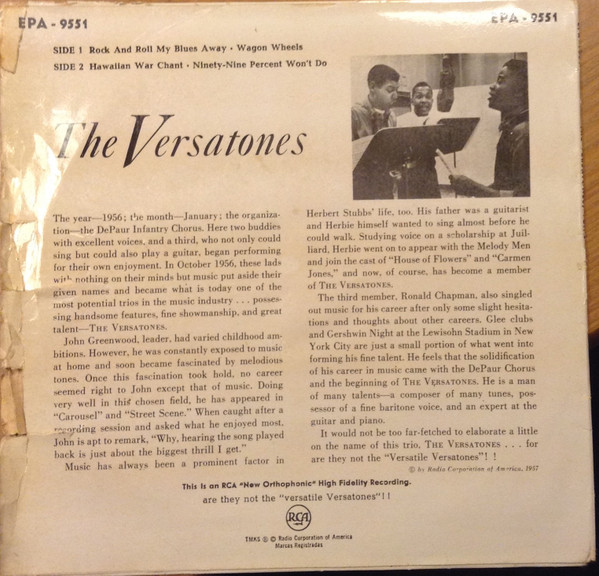 EPA - 9551
EPA - 9551
SIDE 1 Rock And Roll My Blues Away • Wagon Wheels
SIDE 2 Hawaiian War Chant • Ninety-Nine Percent Won't Do
The Versatones
The year—1956; the month—January; the organiza-
tion—the DePaur Infantry Chorus. Here two buddies
with excellent voices, and a third, who not only could
sing but could also play a guitar, began performing
for their own enjoyment. In October 1956, these lads
with nothing on their minds but music put aside their
given names and became what is today one of the
most potential trios in the music industry . . . posses-
sing handsome features, fine showmanship, and great
talent—THE VERSATONES.
John Greenwood, leader, had varied childhood am-
bitions. However, he was constantly exposed to music
at home and soon became fascinated by melodious
tones. Once this fascination took hold, no career
seemed right to John except that of music. Doing
very well in this chosen field, he has appeared in
"Carousel" and "Street Scene." When caught after a
recording session and asked what he enjoyed most,
John is apt to remark, "Why, hearing the song played
back is just about the biggest thrill I get."
Music has always been a prominent factor in
Herbert Stubbs' life, too. His father was a guitarist
and Herbie himself wanted to sing almost before he
could walk. Studying voice on a scholarship at Juil-
liard, Herbie went on to appear with the Melody Men
and join the cast of "House of Flowers" and "Carmen
Jones," and now, of course, has become a member
of THE VERSATONES.
The third member, Ronald Chapman, also singled
out music for his career after only some slight hesita-
tions and thoughts about other careers. Glee clubs
and Gershwin Night at the Lewisohn Stadium in New
York City are just a small portion of what went into
forming his fine talent. He feels that the solidification
of his career in music came with the DePaur Chorus
and the beginning of THE VERSATONES. He is a man
of many talents—a composer of many tunes, pos-
sessor of a fine baritone voice, and an expert at the
guitar and piano.
It would not be too far-fetched to elaborate a little
on the name of this trio, THE VERSATONES . . . for
are they not the "Versatile Versatones"! !
© by Radio Corporation of America, 1957
This is an RCA "New Orthophonic" High Fidelity Recording.
are they not the "versatile Versatones"! !
RCA
TMKS ® © Radio Corporation of America
Marcas Registradas